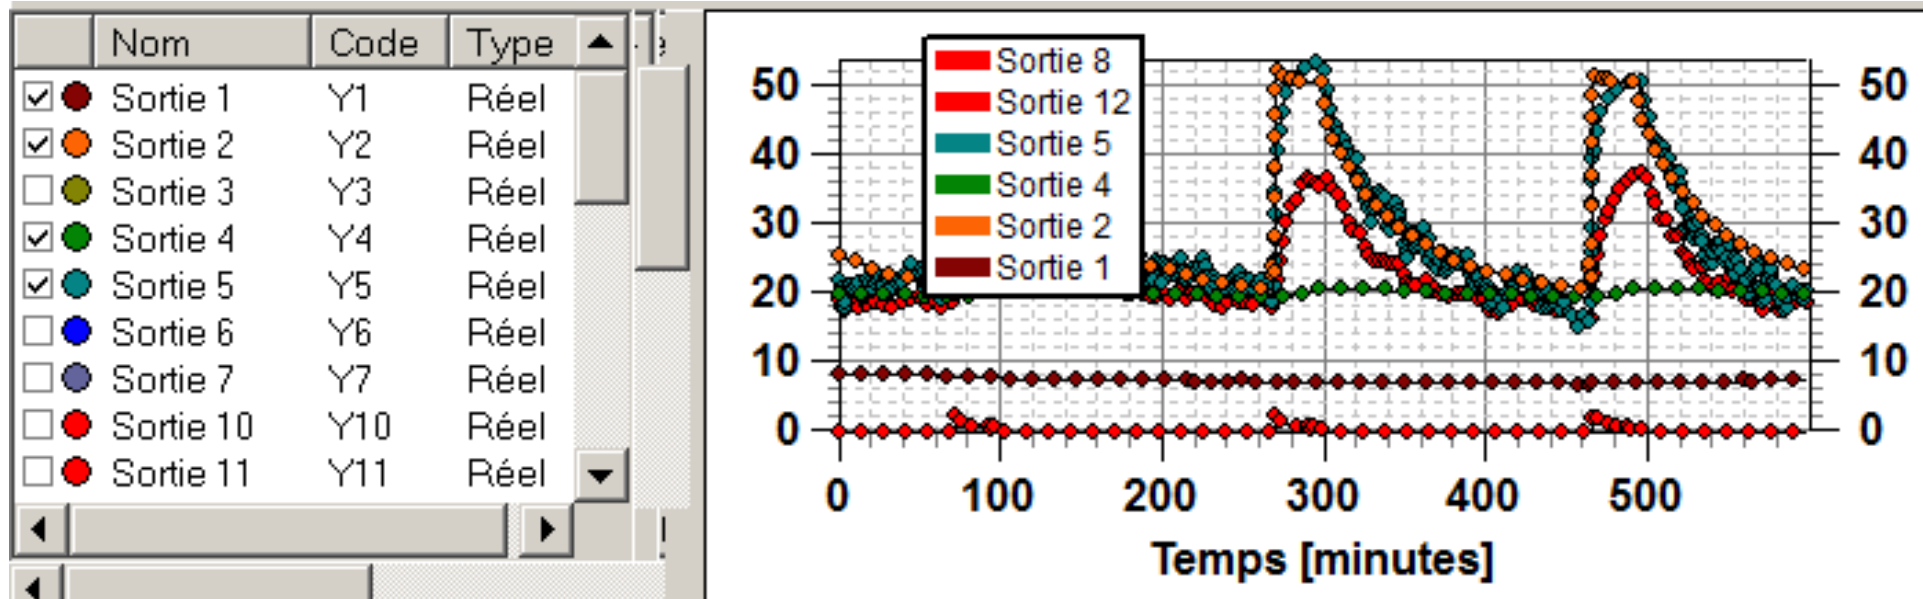 Nom Code Type
Sortie 1 Y1 Réel
Sortie 2 Y2 Réel
Sortie 3 Y3 Réel
Sortie 4 Y4 Réel
Sortie 5 Y5 Réel
Sortie 6 Y6 Réel
Sortie 7 Y7 Réel
Sortie 10 Y10 Réel
Sortie 11 Y11 Réel
Sortie 8
Sortie 12
Sortie 5
Sortie 4
Sortie 2
Sortie 1
50 50
40 40
30 30
20 20
10 10
0 0
0 100 200 300 400 500
Temps [minutes]